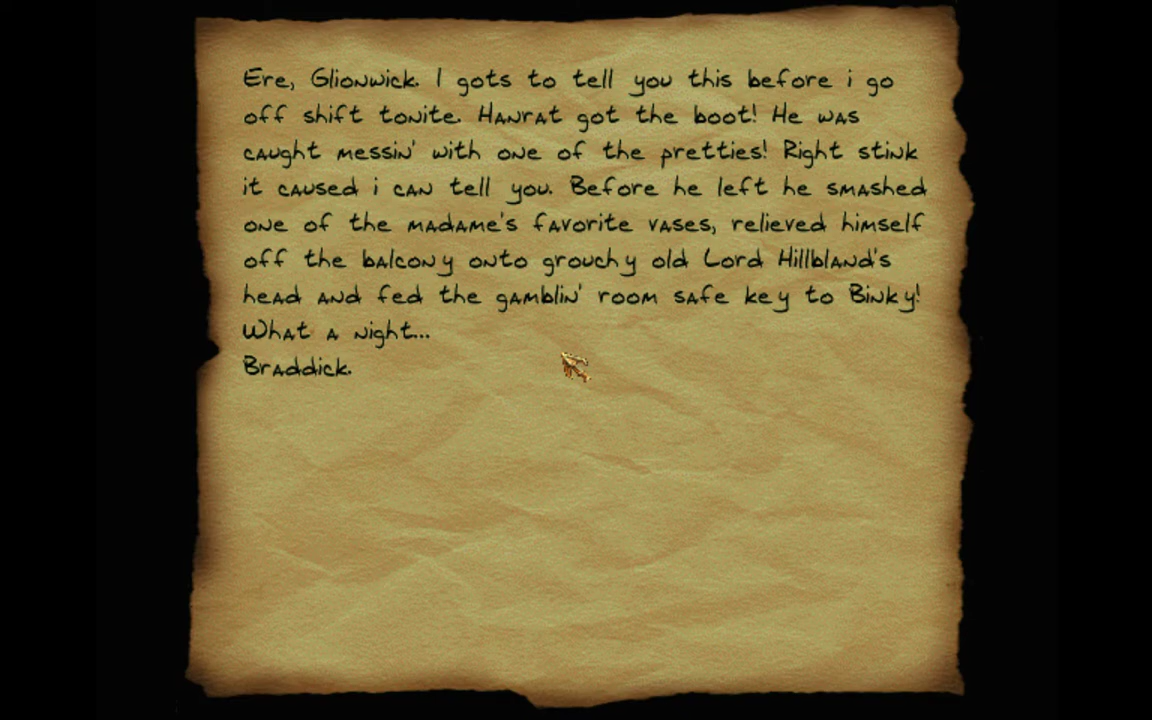 Ere, Glionwick. I gots to tell you this before i go
off shift tonite. Hanrat got the boot! He was
caught messin' with one of the pretties! Right stink
it caused i can tell you. Before he left he smashed
one of the madame's favorite vases, relieved himself
off the balcony onto grouchy old Lord Hillbland's
head and fed the gamblin' room safe key to Binky!
What a night...
Braddick.